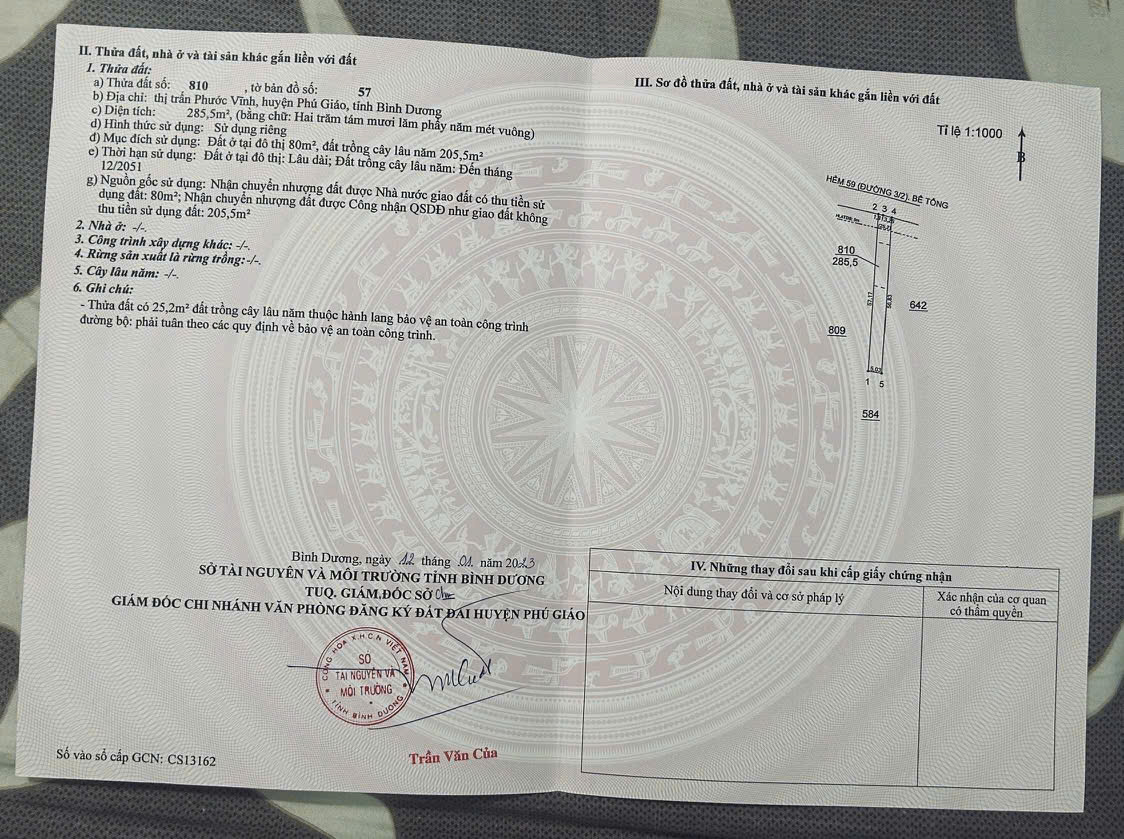 II. Thửa đất, nhà ở và tài sản khác gắn liền với đất
1. Thửa đất:
a) Thửa đất số: 810 , tờ bản đồ số: 57
b) Địa chỉ: thị trấn Phước Vĩnh, huyện Phú Giáo, tỉnh Bình Dương
c) Diện tích: 285,5m², (bằng chữ: Hai trăm tám mươi lăm phẩy năm mét vuông)
d) Hình thức sử dụng: Sử dụng riêng
đ) Mục đích sử dụng: Đất ở tại đô thị 80m², đất trồng cây lâu năm 205,5m²
e) Thời hạn sử dụng: Đất ở tại đô thị: Lâu dài; Đất trồng cây lâu năm: Đến tháng
12/2051
g) Nguồn gốc sử dụng: Nhận chuyển nhượng đất được Nhà nước giao đất có thu tiền sử
dụng đất: 80m²; Nhận chuyển nhượng đất được Công nhận QSDĐ như giao đất không
thu tiền sử dụng đất: 205,5m²
2. Nhà ở: -/-.
3. Công trình xây dựng khác: -/-.
4. Rừng sản xuất là rừng trồng: -/-.
5. Cây lâu năm: -/-.
6. Ghi chú:
- Thửa đất có 25,2m² đất trồng cây lâu năm thuộc hành lang bảo vệ an toàn công trình
đường bộ: phải tuân theo các quy định về bảo vệ an toàn công trình.
Bình Dương, ngày 12 tháng 01 năm 2023
SỞ TÀI NGUYÊN VÀ MÔI TRƯỜNG TỈNH BÌNH DƯƠNG
TUQ. GIÁM ĐỐC SỞ
GIÁM ĐỐC CHI NHÁNH VĂN PHÒNG ĐĂNG KÝ ĐẤT ĐAI HUYỆN PHÚ GIÁO
CỘNG HÒA X.H.C.N VIỆT NAM
SỞ
TÀI NGUYÊN VÀ
MÔI TRƯỜNG
TỈNH BÌNH DƯƠNG
Trần Văn Của
Số vào sổ cấp GCN: CS13162
III. Sơ đồ thửa đất, nhà ở và tài sản khác gắn liền với đất
Tỉ lệ 1:1000
B
HẺM 59 (ĐƯỜNG 3/2). BÊ TÔNG
2 3 4
810
285,5
57,17
56,83
642
809
5,03
1 5
584
IV. Những thay đổi sau khi cấp giấy chứng nhận
Nội dung thay đổi và cơ sở pháp lý
Xác nhận của cơ quan
có thẩm quyền